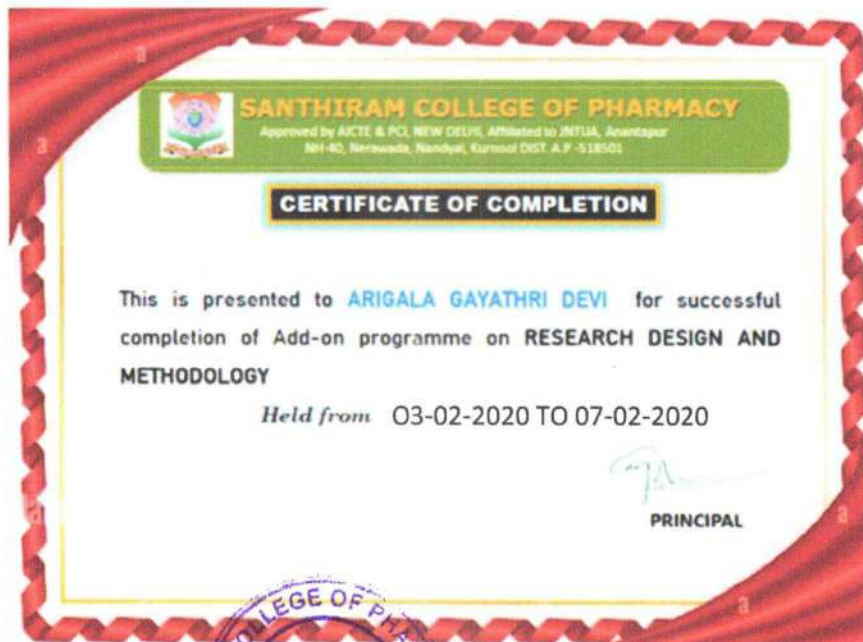 SANTHIRAM COLLEGE OF PHARMACY
Approved by AICTE & PCI, NEW DELHI, Affiliated to JNTUA, Anantapur
NH-40, Nerawada, Nandyal, Kurnool DIST. A.P -518501
CERTIFICATE OF COMPLETION
This is presented to ARIGALA GAYATHRI DEVI for successful
completion of Add-on programme on RESEARCH DESIGN AND
METHODOLOGY
Held from O3-02-2020 TO 07-02-2020
PRINCIPAL
COLLEGE OF